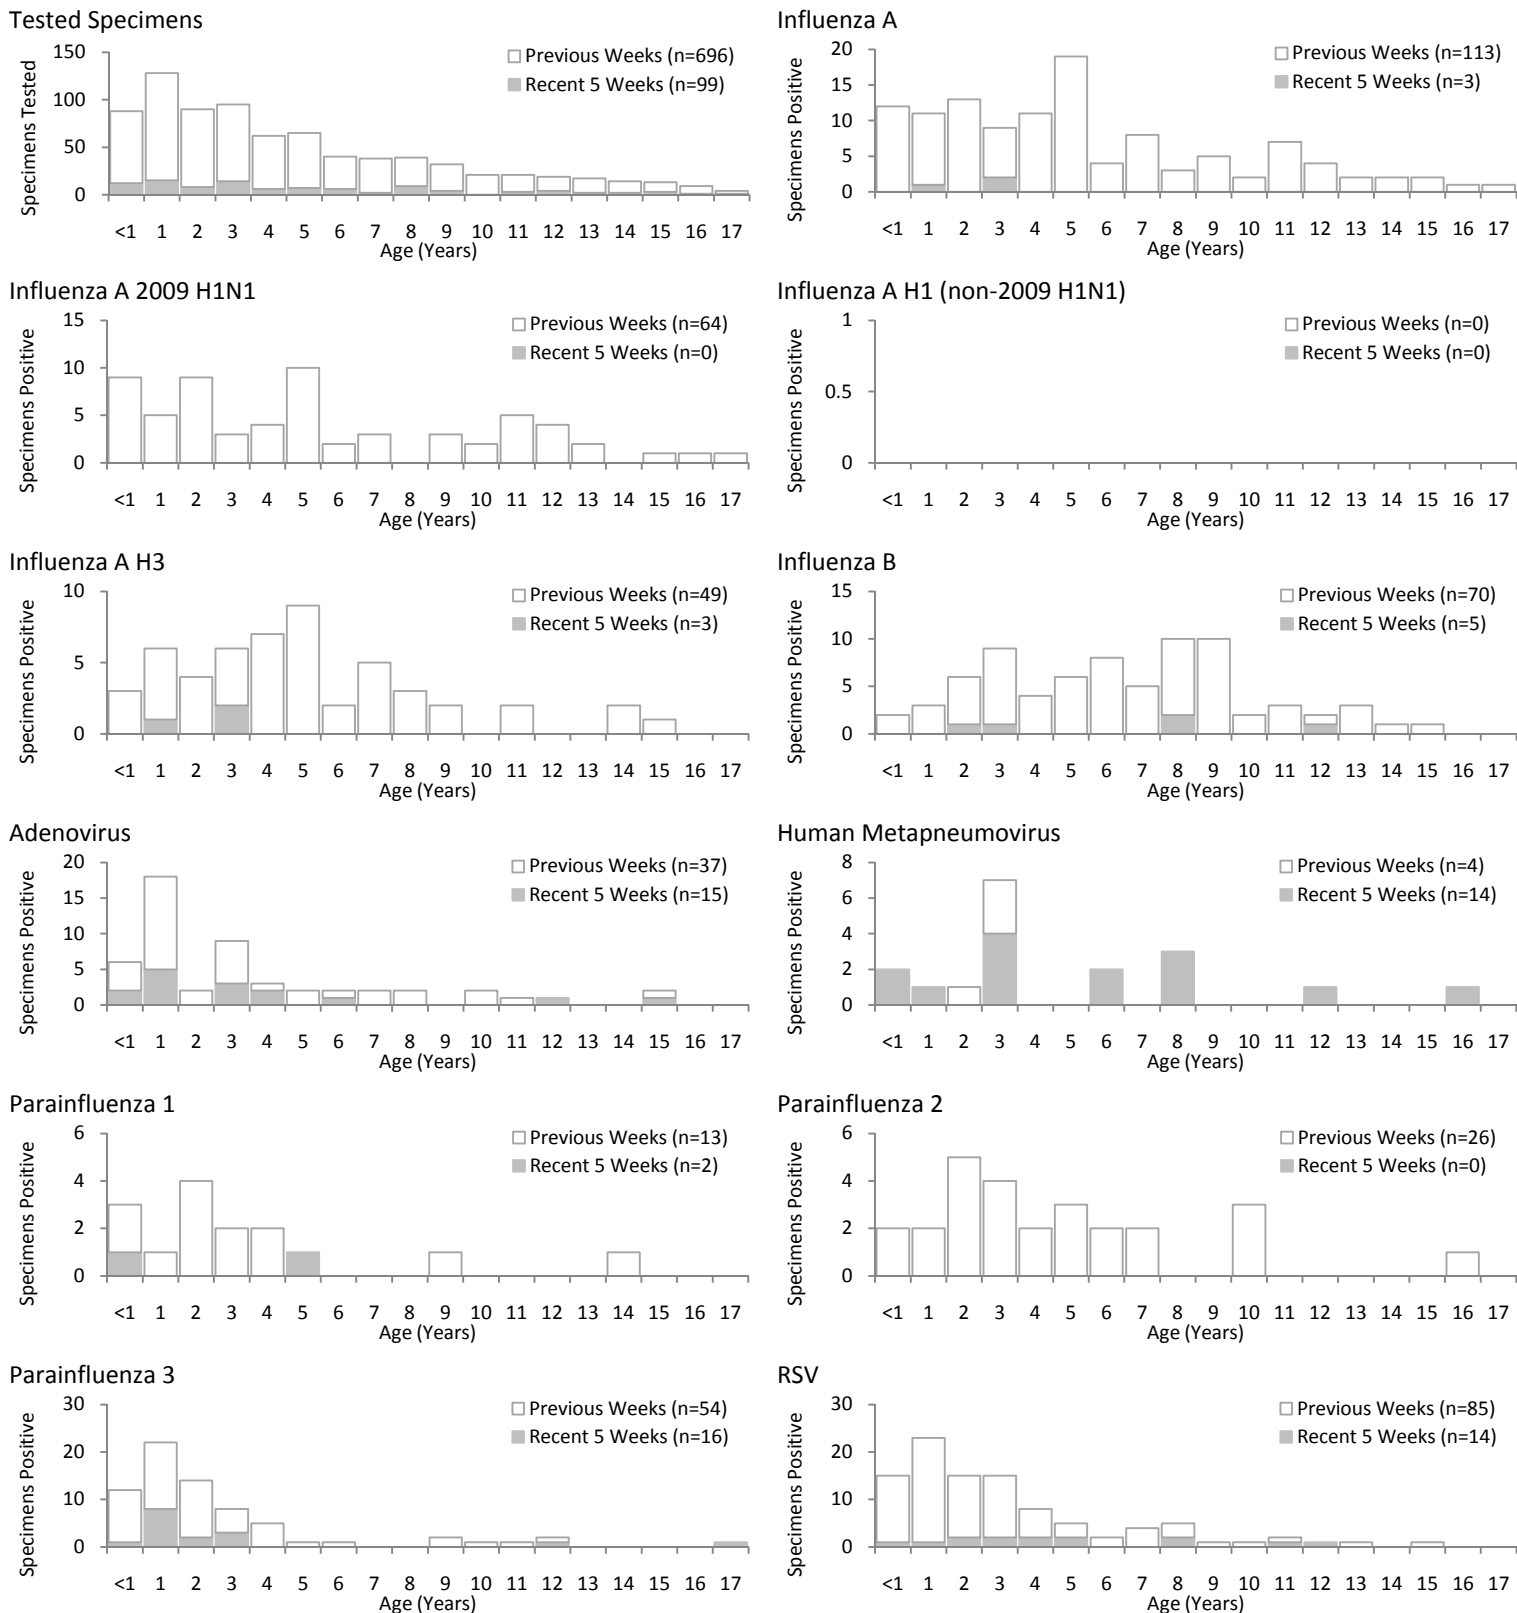 Tested Specimens
Specimens Tested
150
100
50
0
Previous Weeks (n=696)
Recent 5 Weeks (n=99)
<1 1 2 3 4 5 6 7 8 9 10 11 12 13 14 15 16 17
Age (Years)
Influenza A
Specimens Positive
20
15
10
5
0
Previous Weeks (n=113)
Recent 5 Weeks (n=3)
<1 1 2 3 4 5 6 7 8 9 10 11 12 13 14 15 16 17
Age (Years)
Influenza A 2009 H1N1
Specimens Positive
15
10
5
0
Previous Weeks (n=64)
Recent 5 Weeks (n=0)
<1 1 2 3 4 5 6 7 8 9 10 11 12 13 14 15 16 17
Age (Years)
Influenza A H1 (non-2009 H1N1)
Specimens Positive
1
0.5
0
Previous Weeks (n=0)
Recent 5 Weeks (n=0)
<1 1 2 3 4 5 6 7 8 9 10 11 12 13 14 15 16 17
Age (Years)
Influenza A H3
Specimens Positive
10
5
0
Previous Weeks (n=49)
Recent 5 Weeks (n=3)
<1 1 2 3 4 5 6 7 8 9 10 11 12 13 14 15 16 17
Age (Years)
Influenza B
Specimens Positive
15
10
5
0
Previous Weeks (n=70)
Recent 5 Weeks (n=5)
<1 1 2 3 4 5 6 7 8 9 10 11 12 13 14 15 16 17
Age (Years)
Adenovirus
Specimens Positive
20
15
10
5
0
Previous Weeks (n=37)
Recent 5 Weeks (n=15)
<1 1 2 3 4 5 6 7 8 9 10 11 12 13 14 15 16 17
Age (Years)
Human Metapneumovirus
Specimens Positive
8
6
4
2
0
Previous Weeks (n=4)
Recent 5 Weeks (n=14)
<1 1 2 3 4 5 6 7 8 9 10 11 12 13 14 15 16 17
Age (Years)
Parainfluenza 1
Specimens Positive
6
4
2
0
Previous Weeks (n=13)
Recent 5 Weeks (n=2)
<1 1 2 3 4 5 6 7 8 9 10 11 12 13 14 15 16 17
Age (Years)
Parainfluenza 2
Specimens Positive
6
4
2
0
Previous Weeks (n=26)
Recent 5 Weeks (n=0)
<1 1 2 3 4 5 6 7 8 9 10 11 12 13 14 15 16 17
Age (Years)
Parainfluenza 3
Specimens Positive
30
20
10
0
Previous Weeks (n=54)
Recent 5 Weeks (n=16)
<1 1 2 3 4 5 6 7 8 9 10 11 12 13 14 15 16 17
Age (Years)
RSV
Specimens Positive
30
20
10
0
Previous Weeks (n=85)
Recent 5 Weeks (n=14)
<1 1 2 3 4 5 6 7 8 9 10 11 12 13 14 15 16 17
Age (Years)